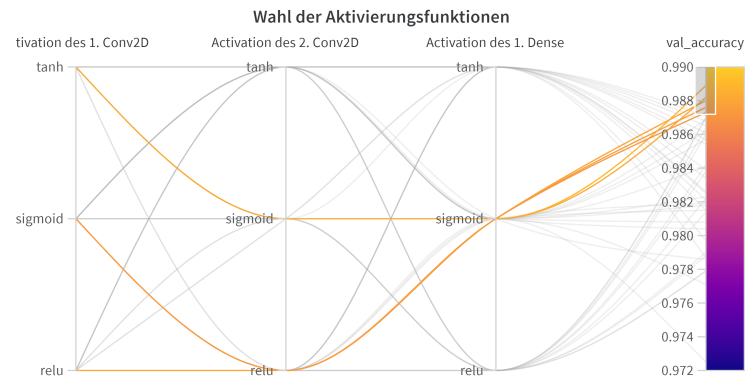 Wahl der Aktivierungsfunktionen
tivation des 1. Conv2D Activation des 2. Conv2D Activation des 1. Dense val_accuracy
tanh tanh tanh 0.990
0.988
0.986
0.984
0.982
sigmoid sigmoid sigmoid
0.980
0.978
0.976
0.974
relu relu relu 0.972